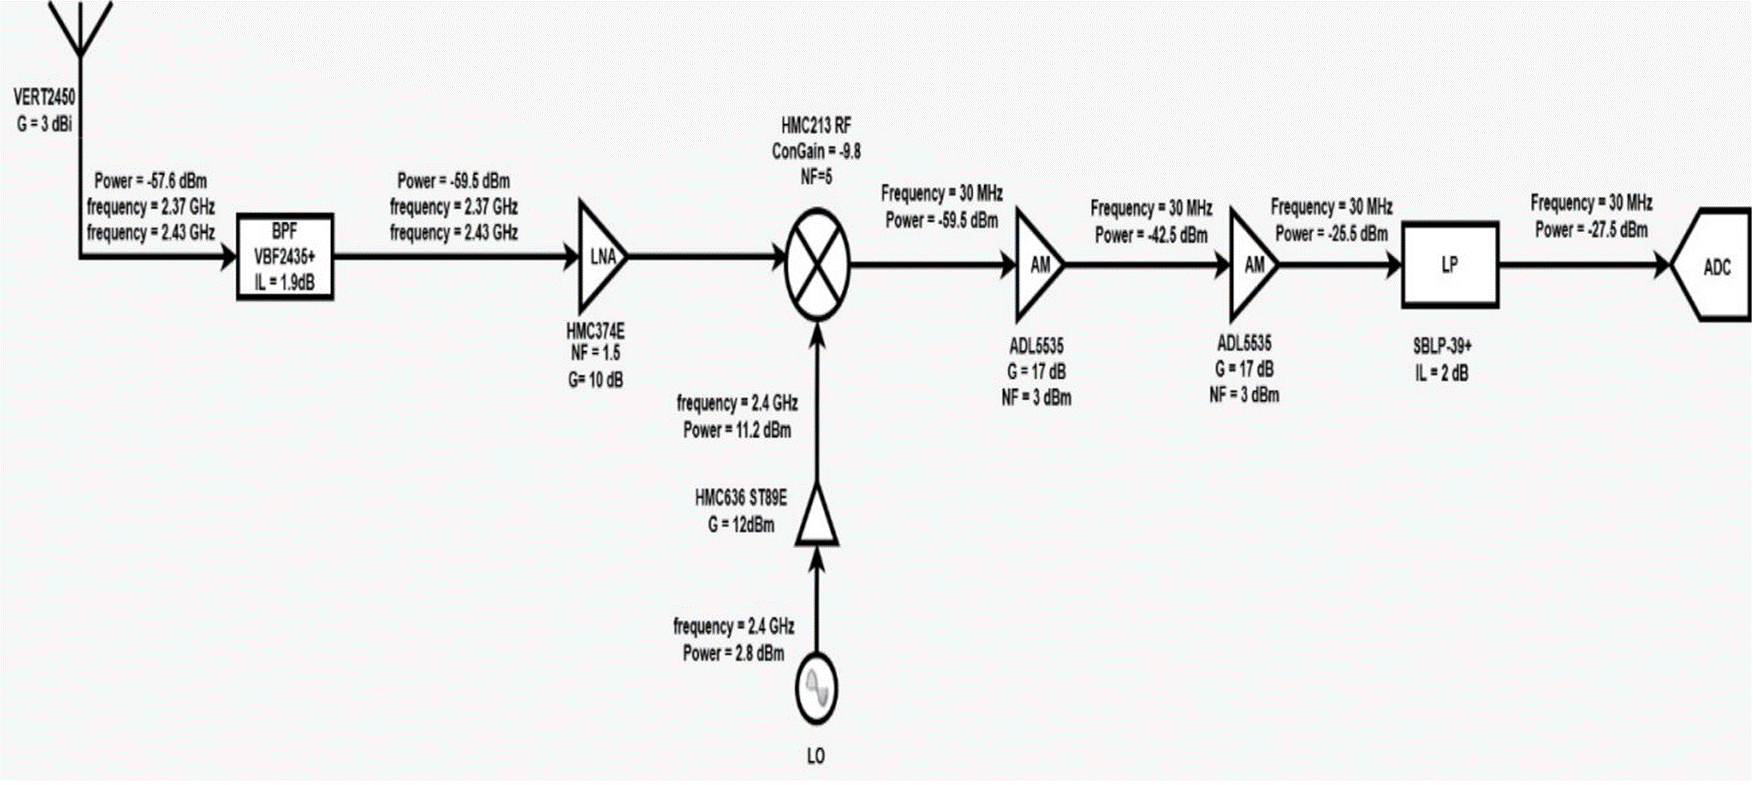 VERT2450
G = 3 dBi
Power = -57.6 dBm
frequency = 2.37 GHz
frequency = 2.43 GHz
BPF
VBF2435+
IL = 1.9dB
Power = -59.5 dBm
frequency = 2.37 GHz
frequency = 2.43 GHz
LNA
HMC374E
NF = 1.5
G= 10 dB
HMC213 RF
ConGain = -9.8
NF=5
frequency = 2.4 GHz
Power = 11.2 dBm
HMC636 ST89E
G = 12dBm
frequency = 2.4 GHz
Power = 2.8 dBm
LO
Frequency = 30 MHz
Power = -59.5 dBm
AM
ADL5535
G = 17 dB
NF = 3 dBm
Frequency = 30 MHz
Power = -42.5 dBm
AM
ADL5535
G = 17 dB
NF = 3 dBm
Frequency = 30 MHz
Power = -25.5 dBm
LP
SBLP-39+
IL = 2 dB
Frequency = 30 MHz
Power = -27.5 dBm
ADC